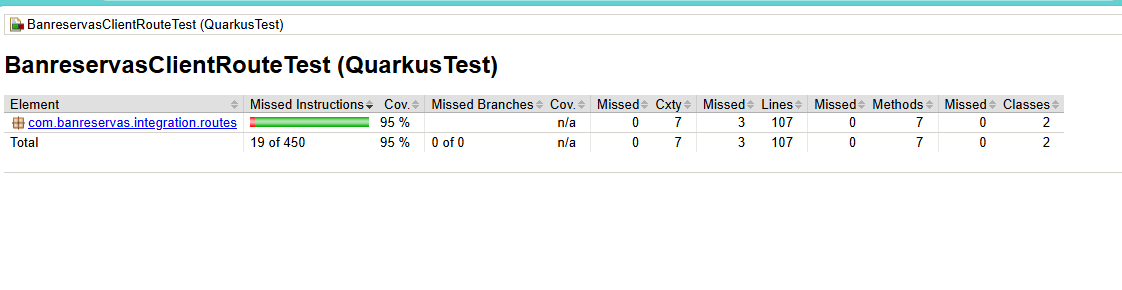 BanreservasClientRouteTest (QuarkusTest)
BanreservasClientRouteTest (QuarkusTest)
Element Missed Instructions Cov. Missed Branches Cov. Missed Cxty Missed Lines Missed Methods Missed Classes
com.banreservas.integration.routes 95 % n/a 0 7 3 107 0 7 0 2
Total 19 of 450 95 % 0 of 0 n/a 0 7 3 107 0 7 0 2